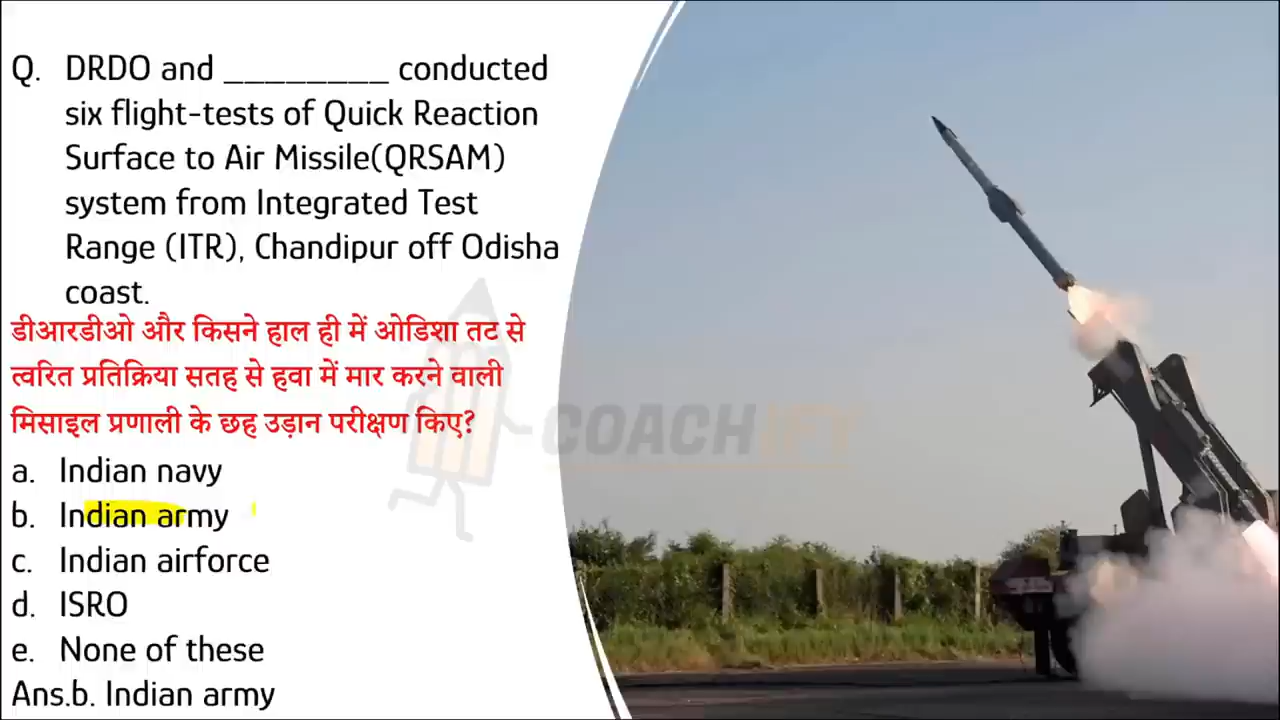 Q. DRDO and ________ conducted
six flight-tests of Quick Reaction
Surface to Air Missile(QRSAM)
system from Integrated Test
Range (ITR), Chandipur off Odisha
coast.
डीआरडीओ और किसने हाल ही में ओडिशा तट से
त्वरित प्रतिक्रिया सतह से हवा में मार करने वाली
मिसाइल प्रणाली के छह उड़ान परीक्षण किए?
COACHIFY
a. Indian navy
b. Indian army
c. Indian airforce
d. ISRO
e. None of these
Ans.b. Indian army